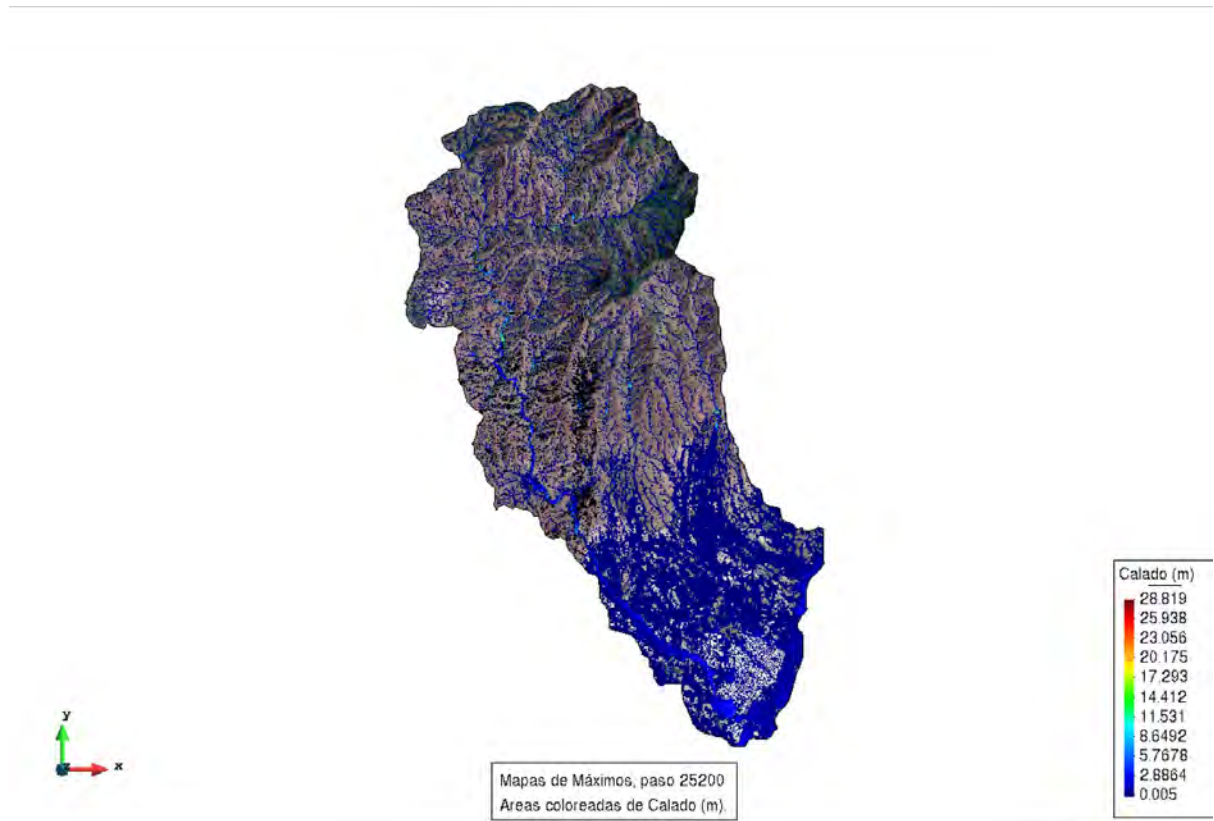 Calado (m)
28.819
25.938
23.056
20.175
17.293
14.412
11.531
8.6492
5.7678
2.8864
0.005
y
z
x
Mapas de Máximos, paso 25200
Areas coloreadas de Calado (m).